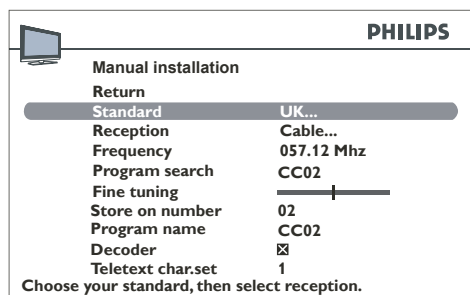 PHILIPS
Manual installation
Return
Standard UK...
Reception Cable...
Frequency 057.12 Mhz
Program search CC02
Fine tuning
Store on number 02
Program name CC02
Decoder
Teletext char.set 1
Choose your standard, then select reception.